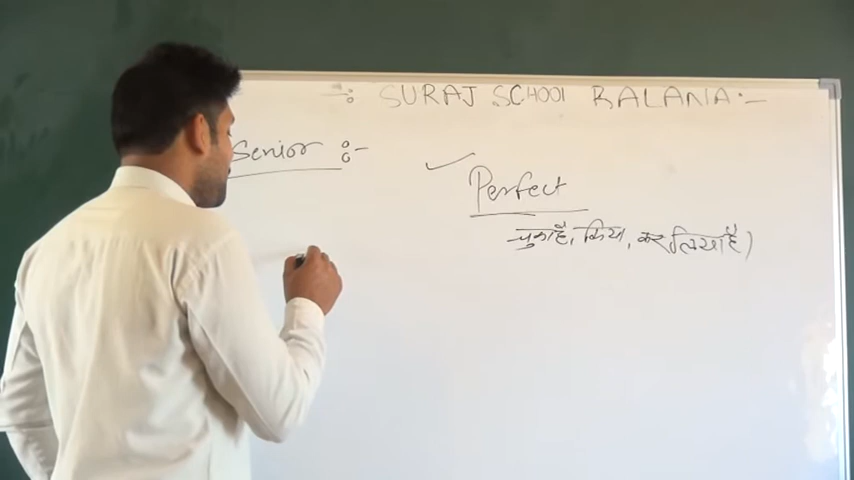 -: SURAJ SCHOOL BALANA :-
Senior :-
✓ Perfect
चुका है, किया, कर लिया है)